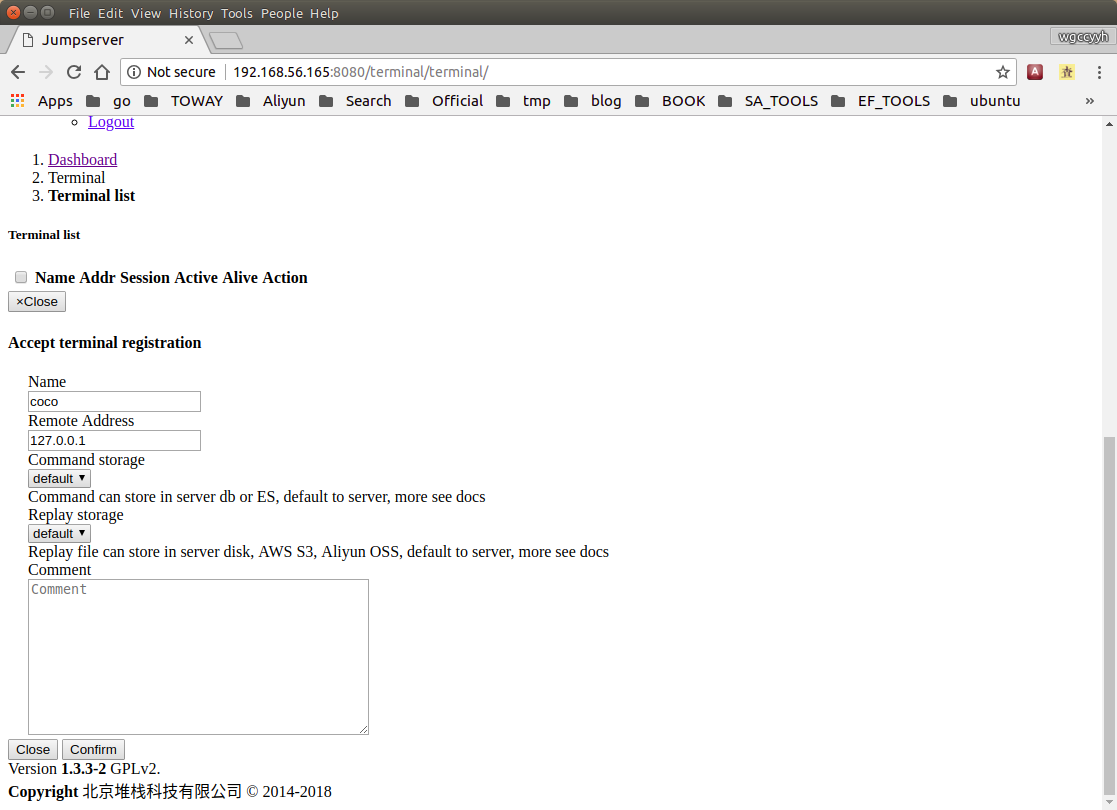 File Edit View History Tools People Help
Jumpserver
wgccyyh
Not secure 192.168.56.165:8080/terminal/terminal/
Apps go TOWAY Aliyun Search Official tmp blog BOOK SA_TOOLS EF_TOOLS ubuntu »
Logout
1. Dashboard
2. Terminal
3. Terminal list
Terminal list
Name Addr Session Active Alive Action
×Close
Accept terminal registration
Name
coco
Remote Address
127.0.0.1
Command storage
default
Command can store in server db or ES, default to server, more see docs
Replay storage
default
Replay file can store in server disk, AWS S3, Aliyun OSS, default to server, more see docs
Comment
Comment
Close Confirm
Version 1.3.3-2 GPLv2.
Copyright 北京堆栈科技有限公司 © 2014-2018